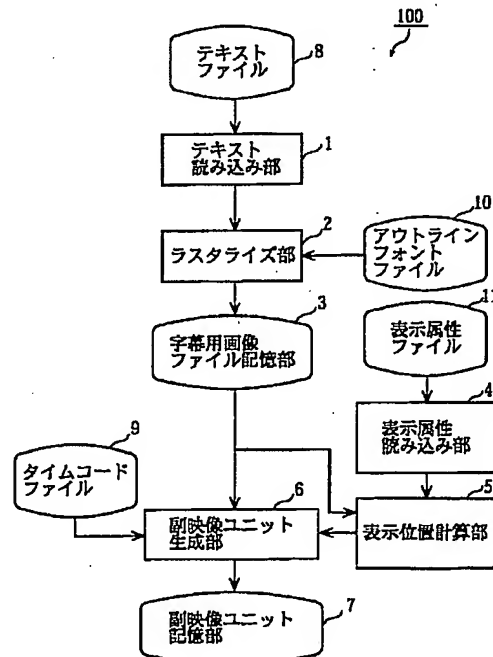 100
テキスト
ファイル
8
テキスト
読み込み部
1
10
アウトライン
フォント
ファイル
2
ラスタライズ部
3
字幕用画像
ファイル記憶部
11
表示属性
ファイル
4
表示属性
読み込み部
9
タイムコード
ファイル
6
副映像ユニット
生成部
5
表示位置計算部
副映像ユニット
記憶部
7